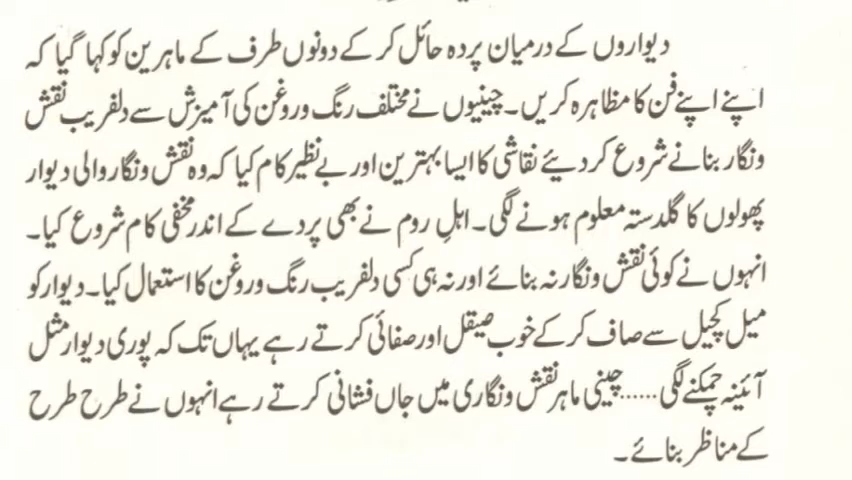 دیواروں کے درمیان پردہ حائل کر کے دونوں طرف کے ماہرین کو کہا گیا کہ
اپنے اپنے فن کا مظاہرہ کریں۔ چینیوں نے مختلف رنگ و روغن کی آمیزش سے دلفریب نقش
ونگار بنانے شروع کر دیئے نقاشی کا ایسا بہترین اور بے نظیر کام کیا کہ وہ نقش ونگار والی دیوار
پھولوں کا گلدستہ معلوم ہونے لگی۔ اہلِ روم نے بھی پردے کے اندر مخفی کام شروع کیا۔
انہوں نے کوئی نقش ونگار نہ بنائے اور نہ ہی کسی دلفریب رنگ و روغن کا استعمال کیا۔ دیوار کو
میل کچیل سے صاف کر کے خوب صیقل اور صفائی کرتے رہے یہاں تک کہ پوری دیوار مثل
آئینہ چمکنے لگی...... چینی ماہر نقش ونگاری میں جاں فشانی کرتے رہے انہوں نے طرح طرح
کے مناظر بنائے۔